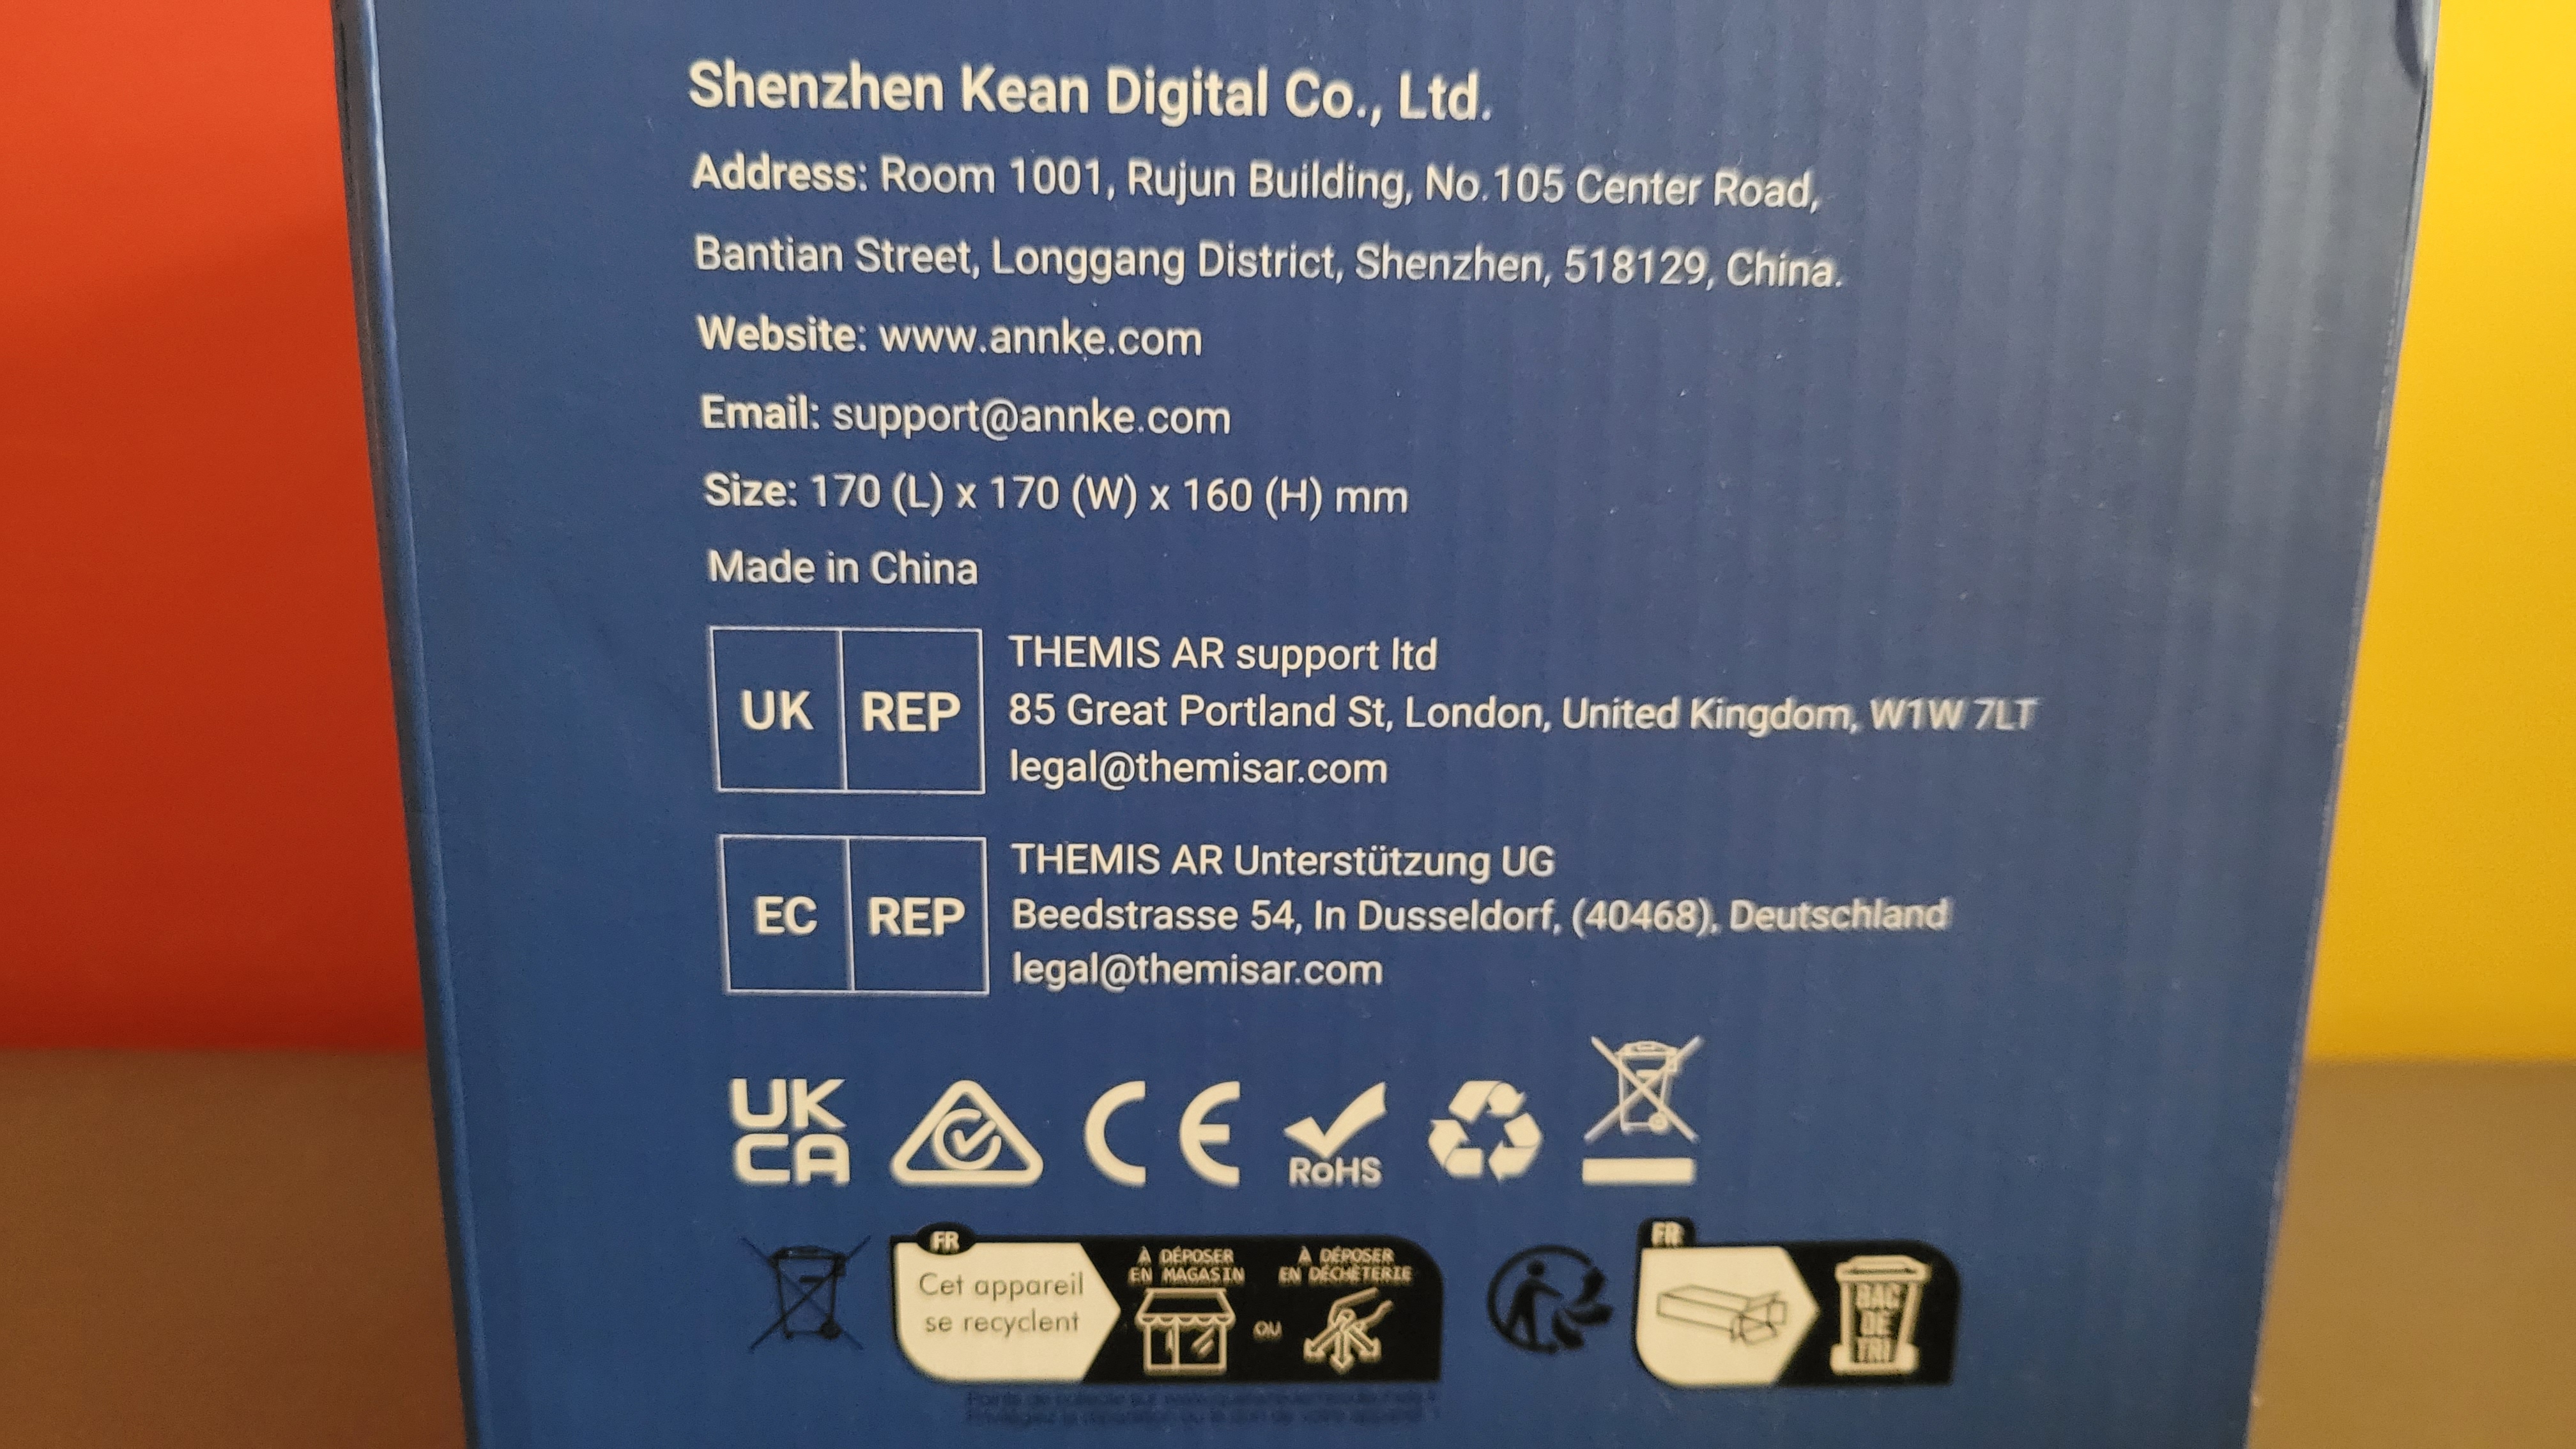 Shenzhen Kean Digital Co., Ltd.
Address: Room 1001, Rujun Building, No.105 Center Road,
Bantian Street, Longgang District, Shenzhen, 518129, China.
Website: www.annke.com
Email: support@annke.com
Size: 170 (L) x 170 (W) x 160 (H) mm
Made in China
UK REP
THEMIS AR support ltd
85 Great Portland St, London, United Kingdom, W1W 7LT
legal@themisar.com
EC REP
THEMIS AR Unterstützung UG
Beedstrasse 54, In Dusseldorf, (40468), Deutschland
legal@themisar.com
UK
CA
CE
RoHS
FR
Cet appareil
se recyclent
À DÉPOSER
EN MAGASIN
OU
À DÉPOSER
EN DÉCHÈTERIE
FR
BAC
DE
TRI